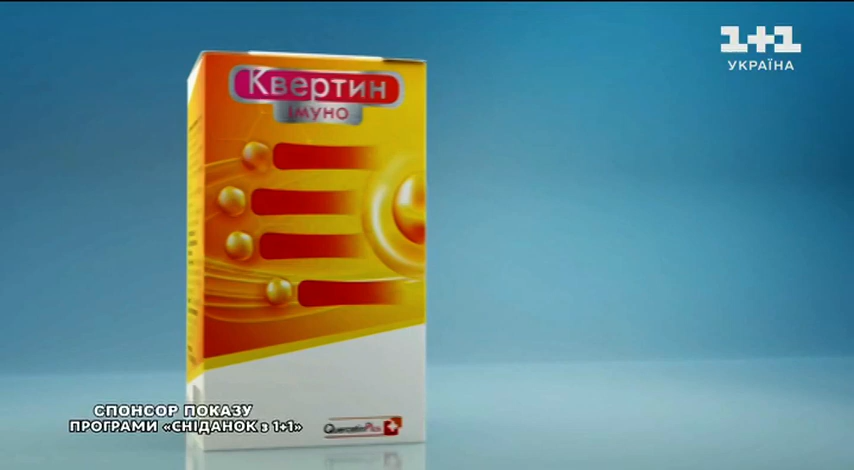 1+1
УКРАЇНА
Квертин
Імуно
QuercetinPlus
СПОНСОР ПОКАЗУ
ПРОГРАМИ «СНІДАНОК з 1+1»